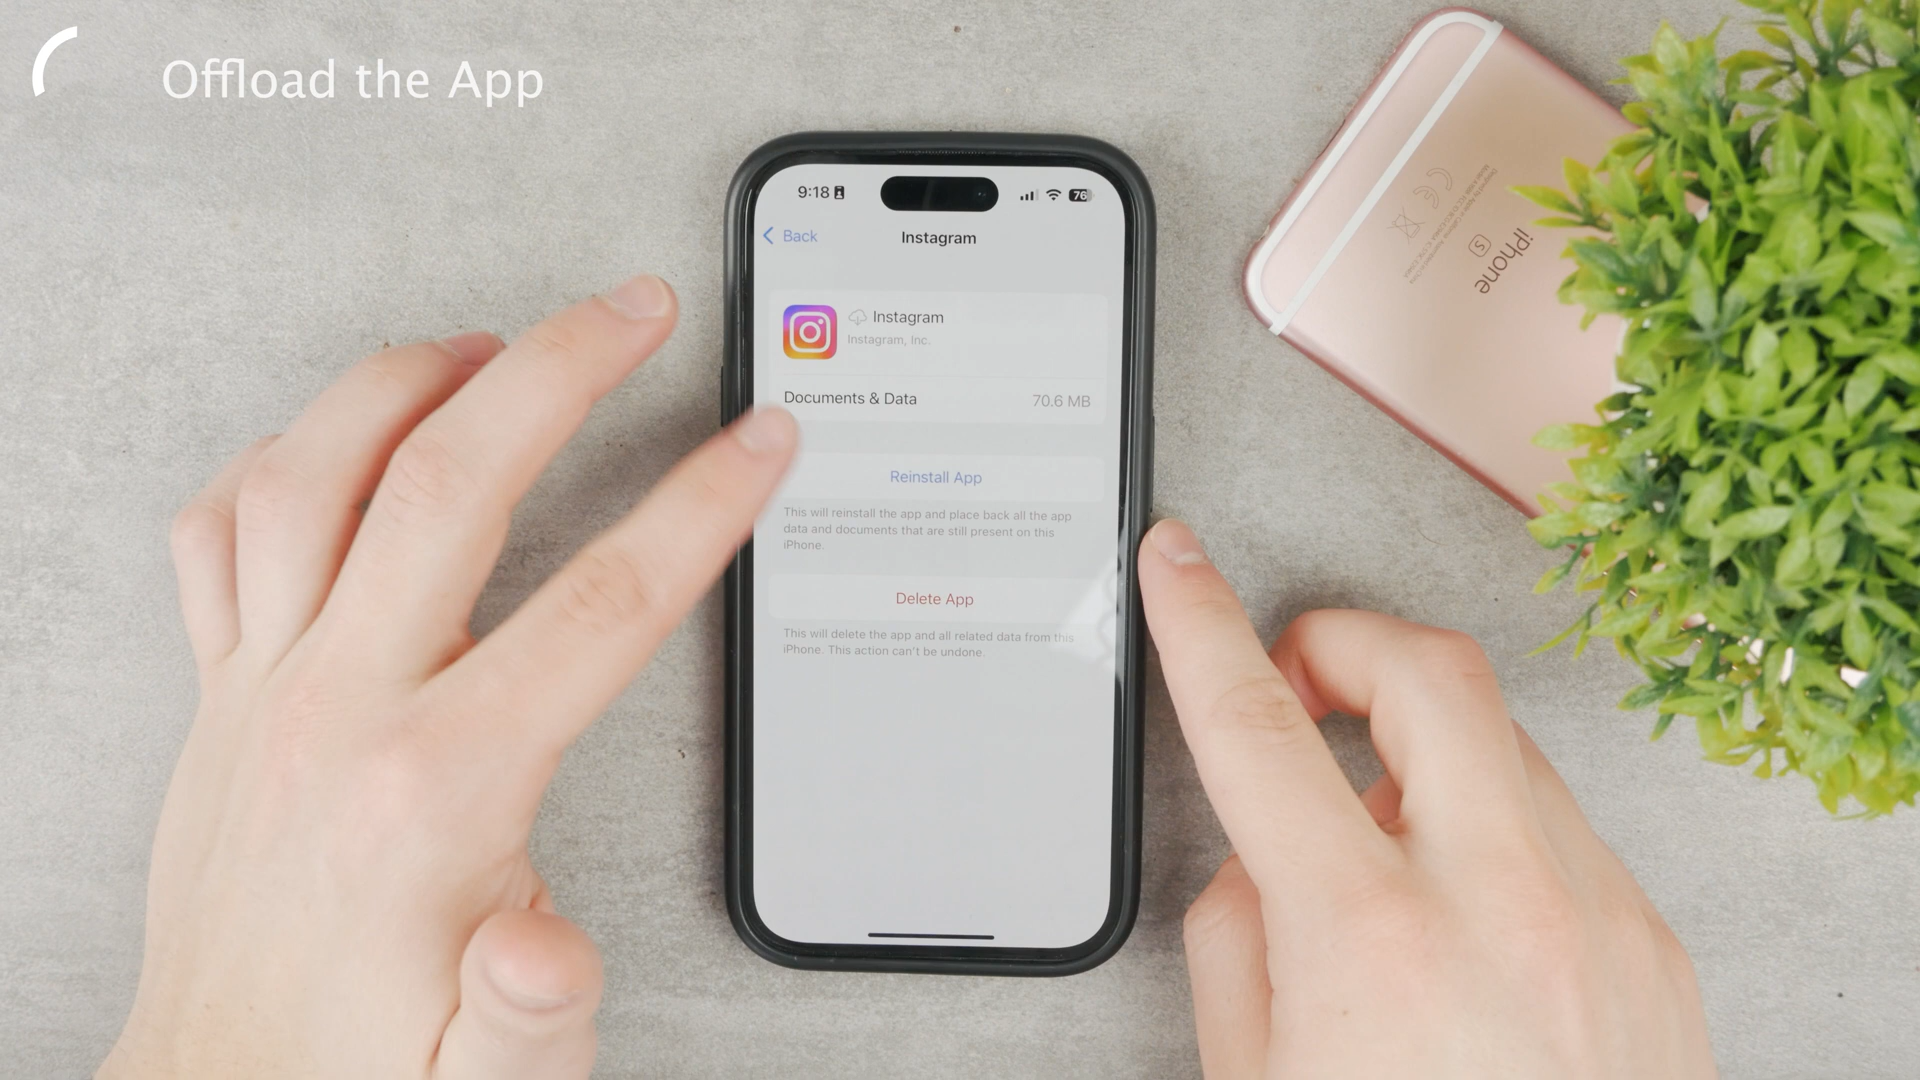 Offload the App
9:18
76
Back
Instagram
Instagram
Instagram, Inc.
Documents & Data
70.6 MB
Reinstall App
This will reinstall the app and place back all the app
data and documents that are still present on this
iPhone.
Delete App
This will delete the app and all related data from this
iPhone. This action can't be undone.
iPhone
S